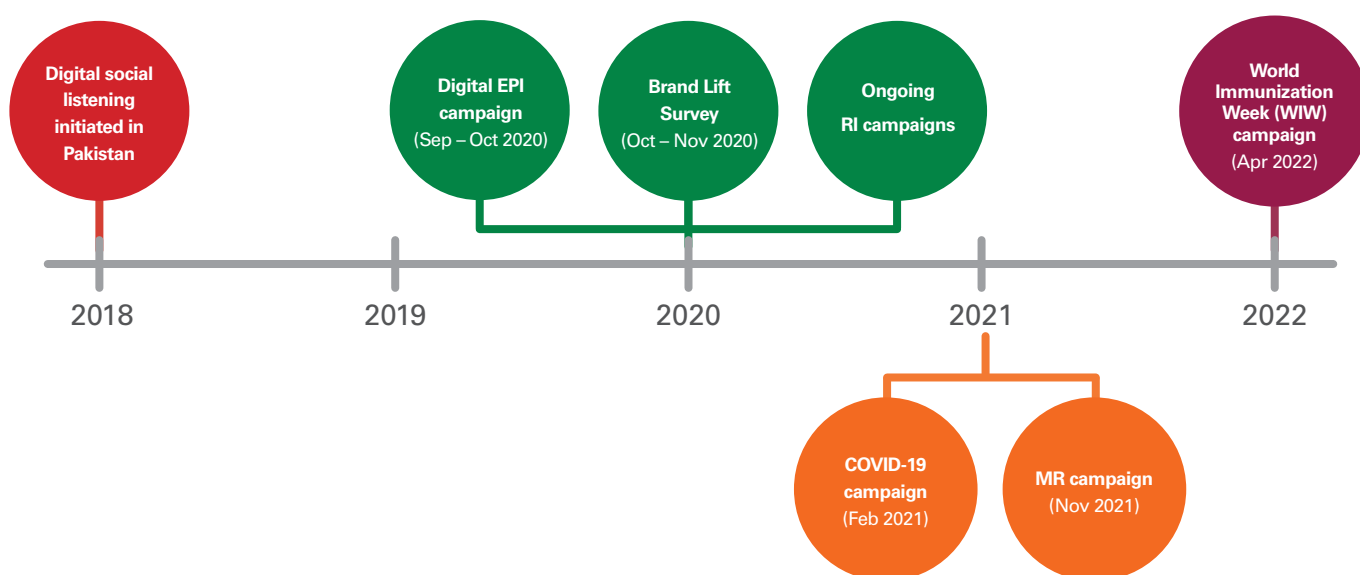 Digital social
listening
initiated in
Pakistan
Digital EPI
campaign
(Sep – Oct 2020)
Brand Lift
Survey
(Oct – Nov 2020)
Ongoing
RI campaigns
World
Immunization
Week (WIW)
campaign
(Apr 2022)
2018
2019
2020
2021
2022
COVID-19
campaign
(Feb 2021)
MR campaign
(Nov 2021)